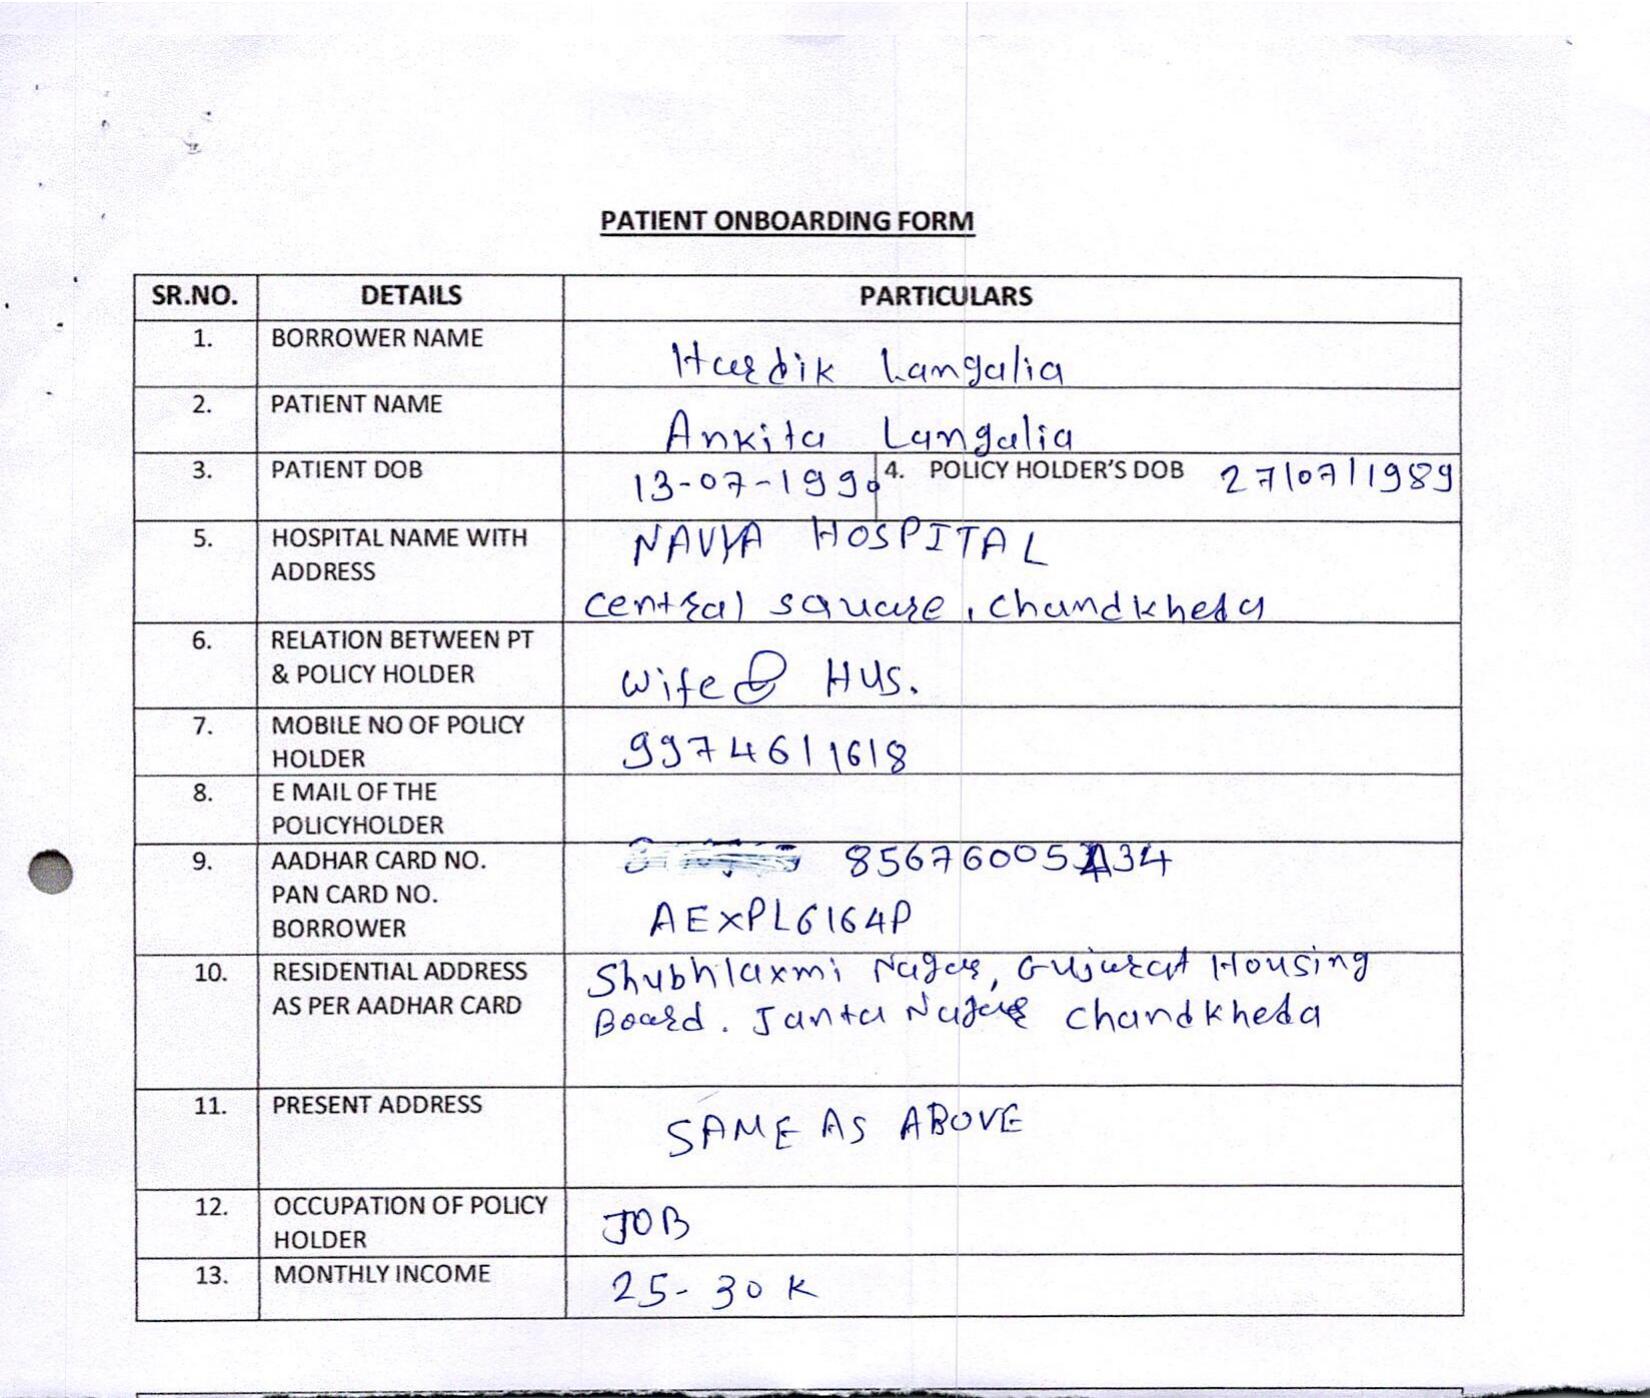 PATIENT ONBOARDING FORM
SR.NO. DETAILS PARTICULARS
1. BORROWER NAME Hardik Langalia
2. PATIENT NAME Ankita Langalia
3. PATIENT DOB 13-07-1990 4. POLICY HOLDER'S DOB 27/07/1989
5. HOSPITAL NAME WITH NAVYA HOSPITAL
ADDRESS central square, chandkheda
6. RELATION BETWEEN PT
& POLICY HOLDER wife & HUS.
7. MOBILE NO OF POLICY
HOLDER 9974611618
8. E MAIL OF THE
POLICYHOLDER
9. AADHAR CARD NO.
PAN CARD NO. AEXPL6164P
BORROWER
10. RESIDENTIAL ADDRESS Shubhlaxmi Nagar, Gujarat Housing
AS PER AADHAR CARD Board. Janta Nagar chandkheda
11. PRESENT ADDRESS SAME AS ABOVE
12. OCCUPATION OF POLICY
HOLDER JOB
13. MONTHLY INCOME 25-30 K